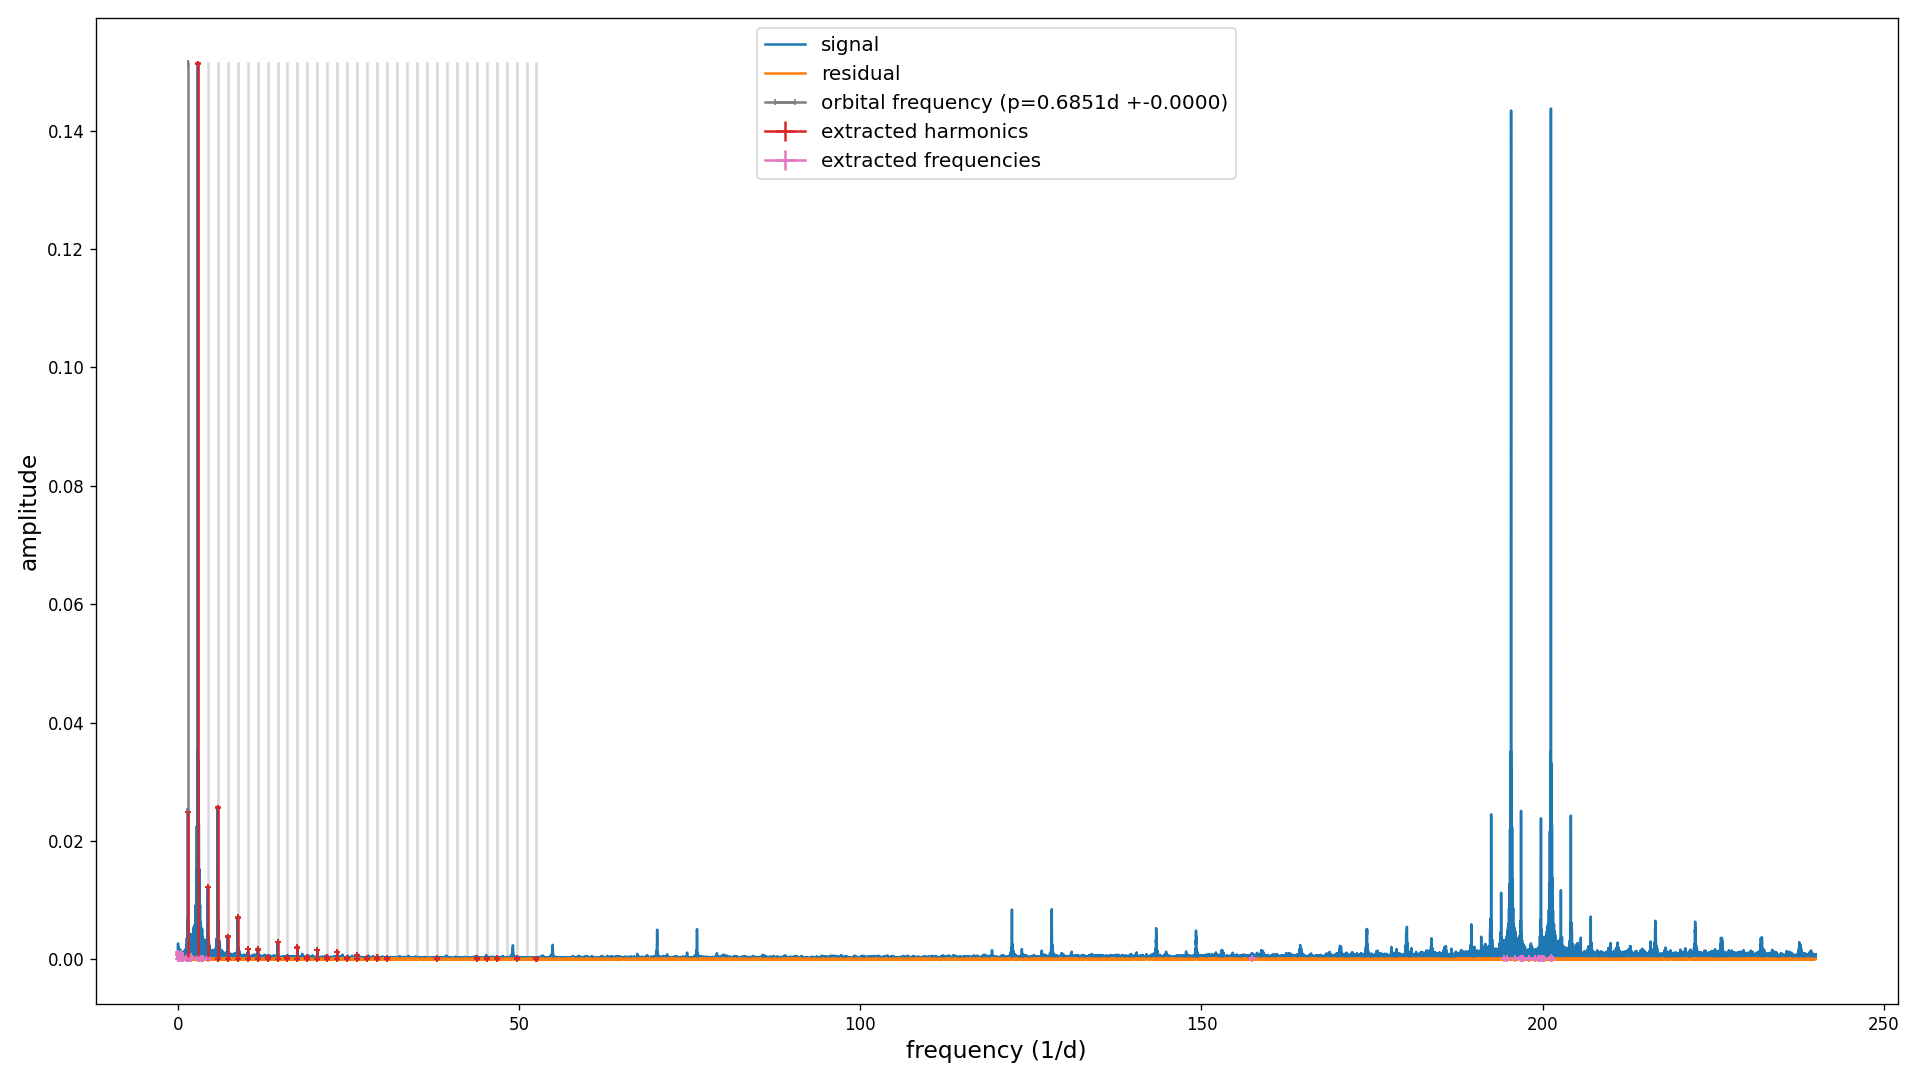 signal
residual
orbital frequency (p=0.6851d +-0.0000)
extracted harmonics
extracted frequencies
amplitude
0.14
0.12
0.10
0.08
0.06
0.04
0.02
0.00
0 50 100 150 200 250
frequency (1/d)